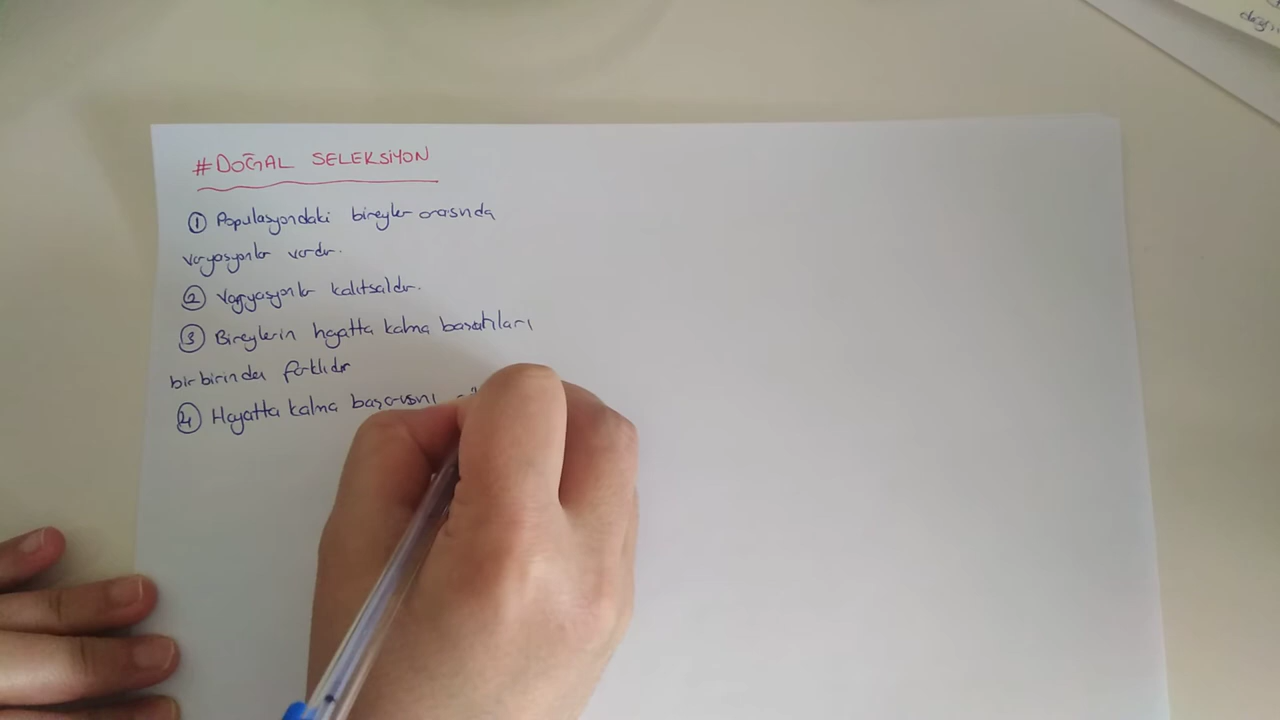 #DOĞAL SELEKSİYON
① Populasyondaki bireyler arasında
varyasyonlar vardır.
② Varyasyonlar kalıtsaldır.
③ Bireylerin hayatta kalma başarıları
birbirinden farklıdır
④ Hayatta kalma başarısını